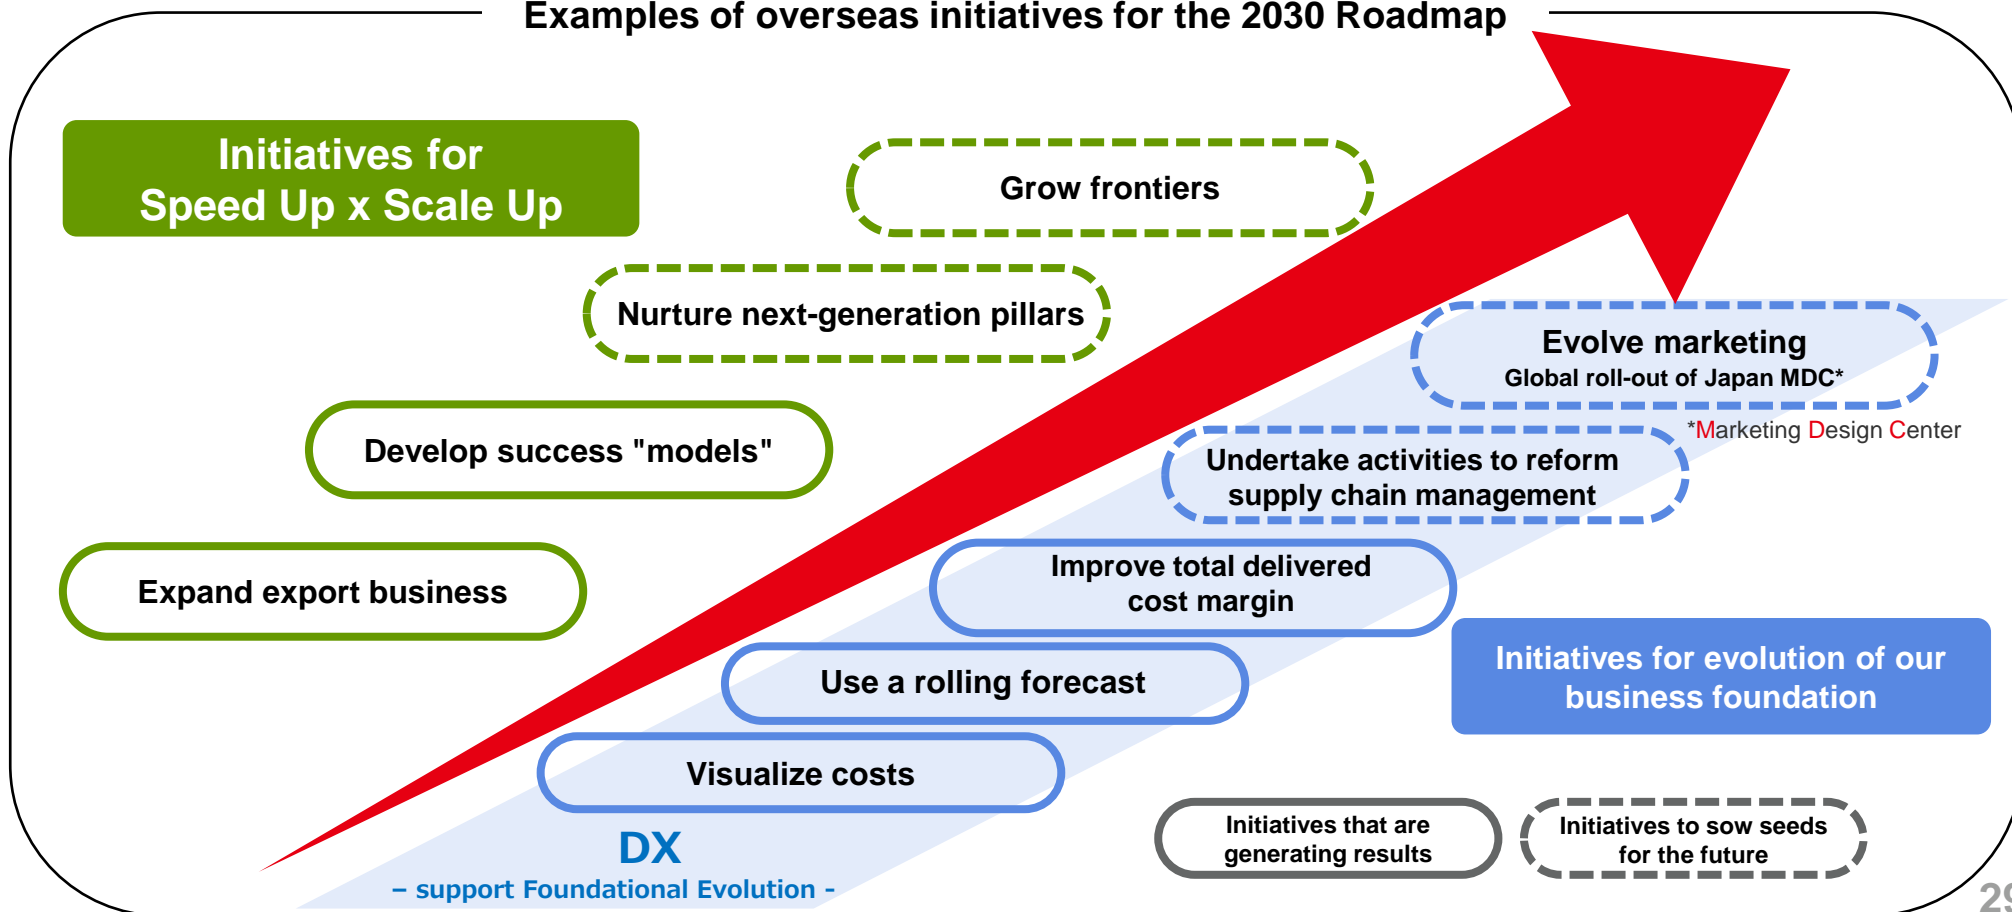 Examples of overseas initiatives for the 2030 Roadmap
Initiatives for
Speed Up x Scale Up
Grow frontiers
Nurture next-generation pillars
Develop success "models"
Expand export business
Evolve marketing
Global roll-out of Japan MDC*
*Marketing Design Center
Undertake activities to reform
supply chain management
Improve total delivered
cost margin
Use a rolling forecast
Visualize costs
Initiatives for evolution of our
business foundation
DX
– support Foundational Evolution -
Initiatives that are
generating results
Initiatives to sow seeds
for the future
29